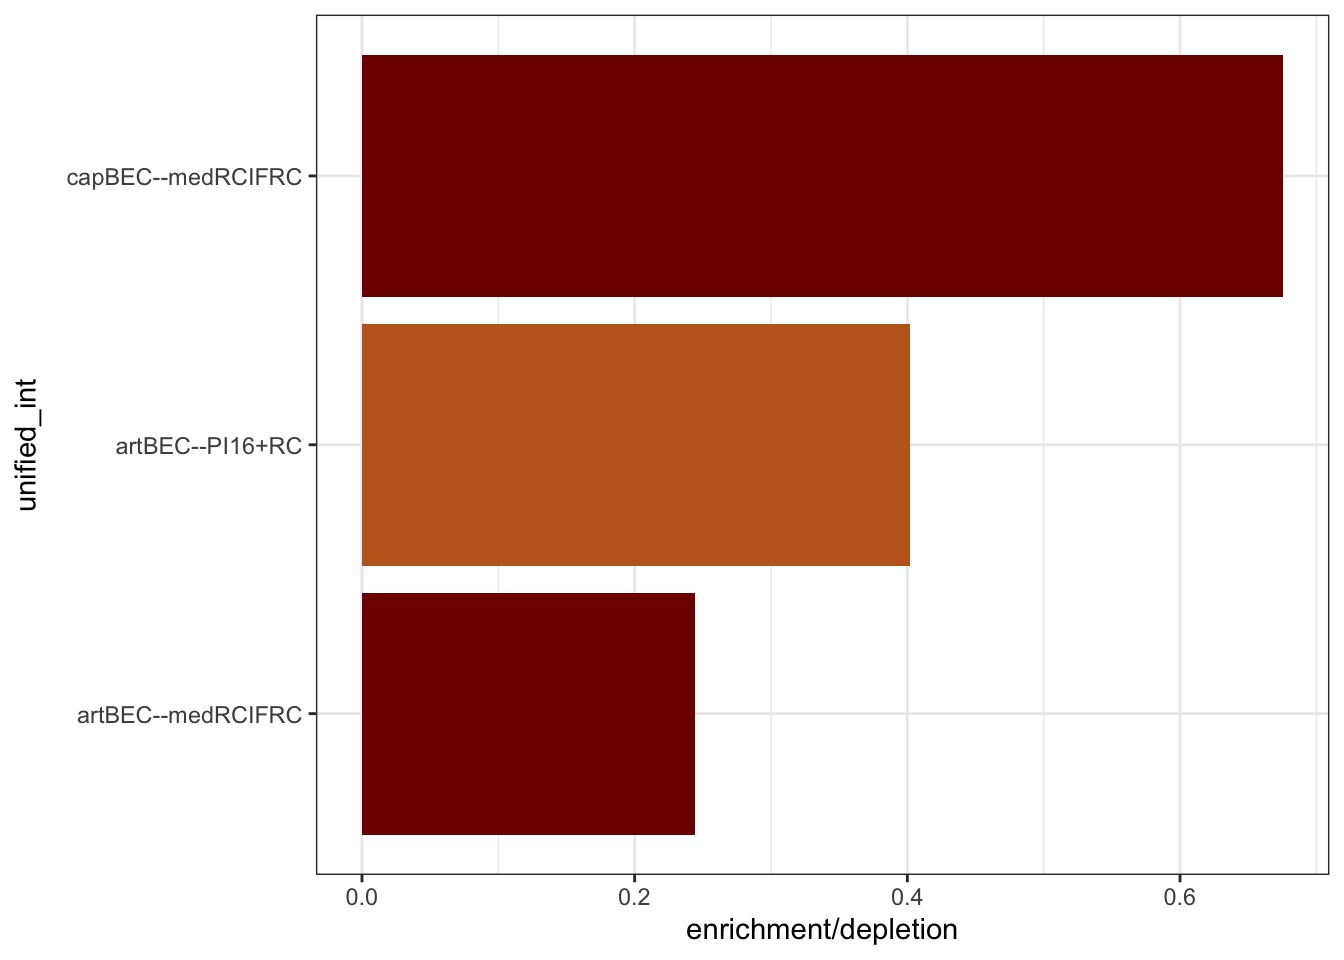 capBEC--medRCIFRC
artBEC--PI16+RC
artBEC--medRCIFRC
unified_int
0.0 0.2 0.4 0.6
enrichment/depletion